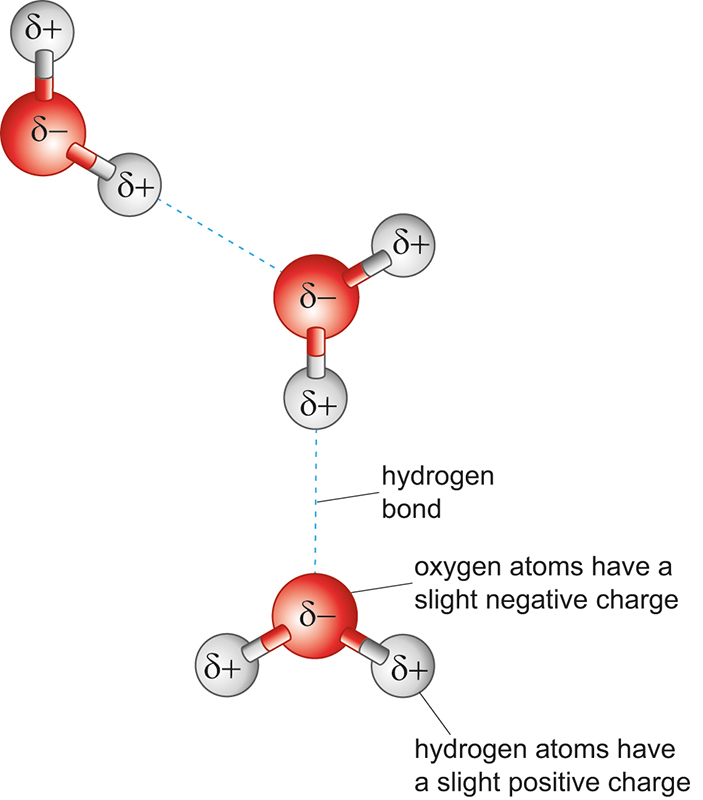 δ+
δ−
δ+
δ+
δ−
δ+
hydrogen
bond
oxygen atoms have a
slight negative charge
δ−
δ+
δ+
hydrogen atoms have
a slight positive charge